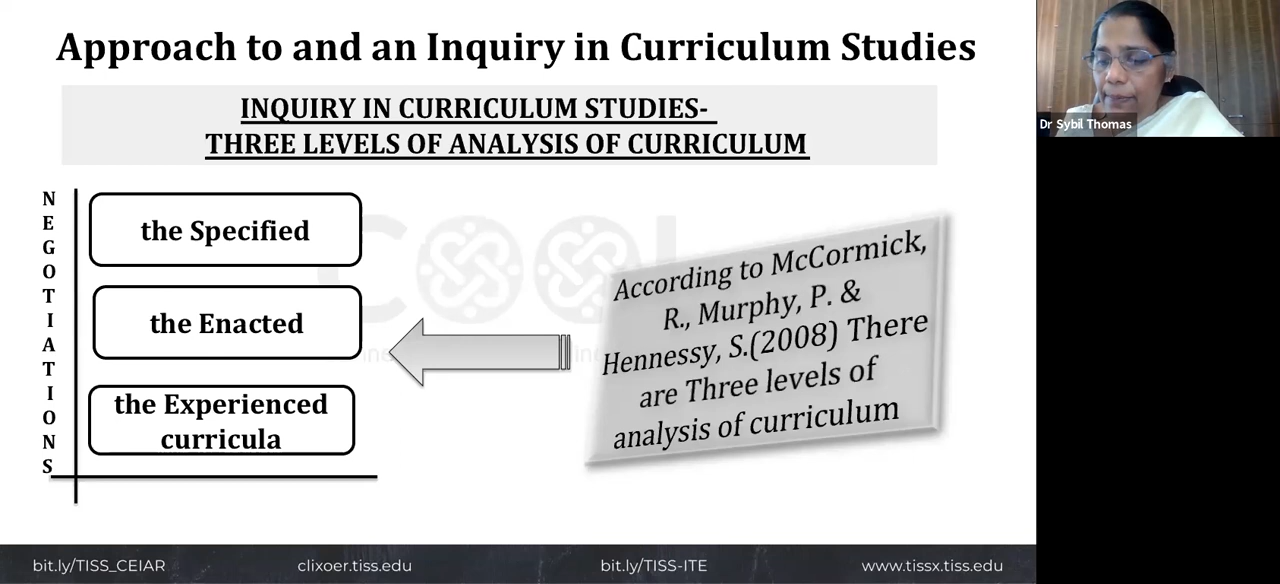 Approach to and an Inquiry in Curriculum Studies
INQUIRY IN CURRICULUM STUDIES-
THREE LEVELS OF ANALYSIS OF CURRICULUM
NEGOTIATIONS
the Specified
the Enacted
the Experienced
curricula
According to McCormick,
R., Murphy, P. &
Hennessy, S.(2008) There
are Three levels of
analysis of curriculum
Dr Sybil Thomas
bit.ly/TISS_CEIAR
clixoer.tiss.edu
bit.ly/TISS-ITE
www.tissx.tiss.edu